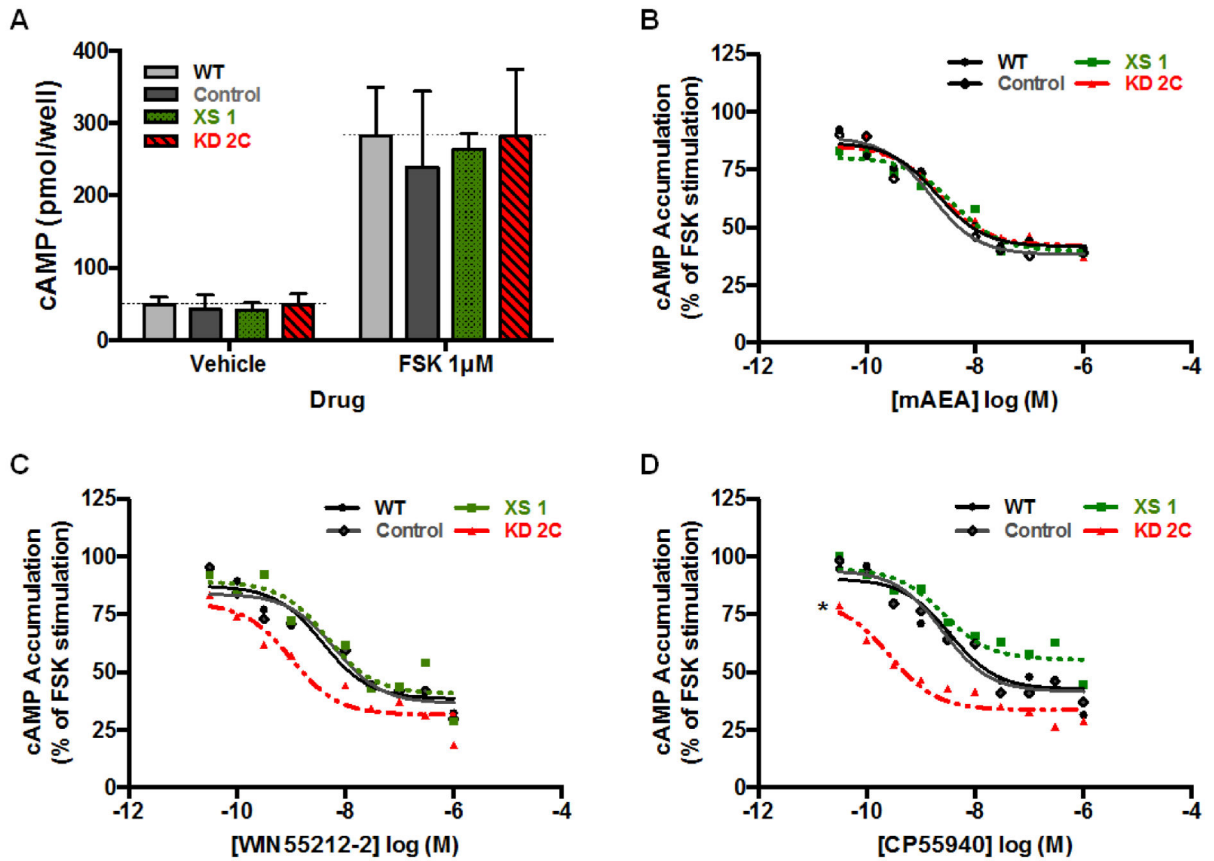 A
cAMP (pmol/well)
400
300
200
100
0
WT
Control
XS 1
KD 2C
Vehicle
FSK 1µM
Drug
B
cAMP Accumulation
(% of FSK stimulation)
125
100
75
50
25
0
WT
Control
XS 1
KD 2C
-12
-10
-8
-6
-4
[mAEA] log (M)
C
cAMP Accumulation
(% of FSK stimulation)
125
100
75
50
25
0
WT
Control
XS 1
KD 2C
-12
-10
-8
-6
-4
[WIN55212-2] log (M)
D
cAMP Accumulation
(% of FSK stimulation)
125
100
75
50
25
0
WT
Control
XS 1
KD 2C
*
-12
-10
-8
-6
-4
[CP55940] log (M)